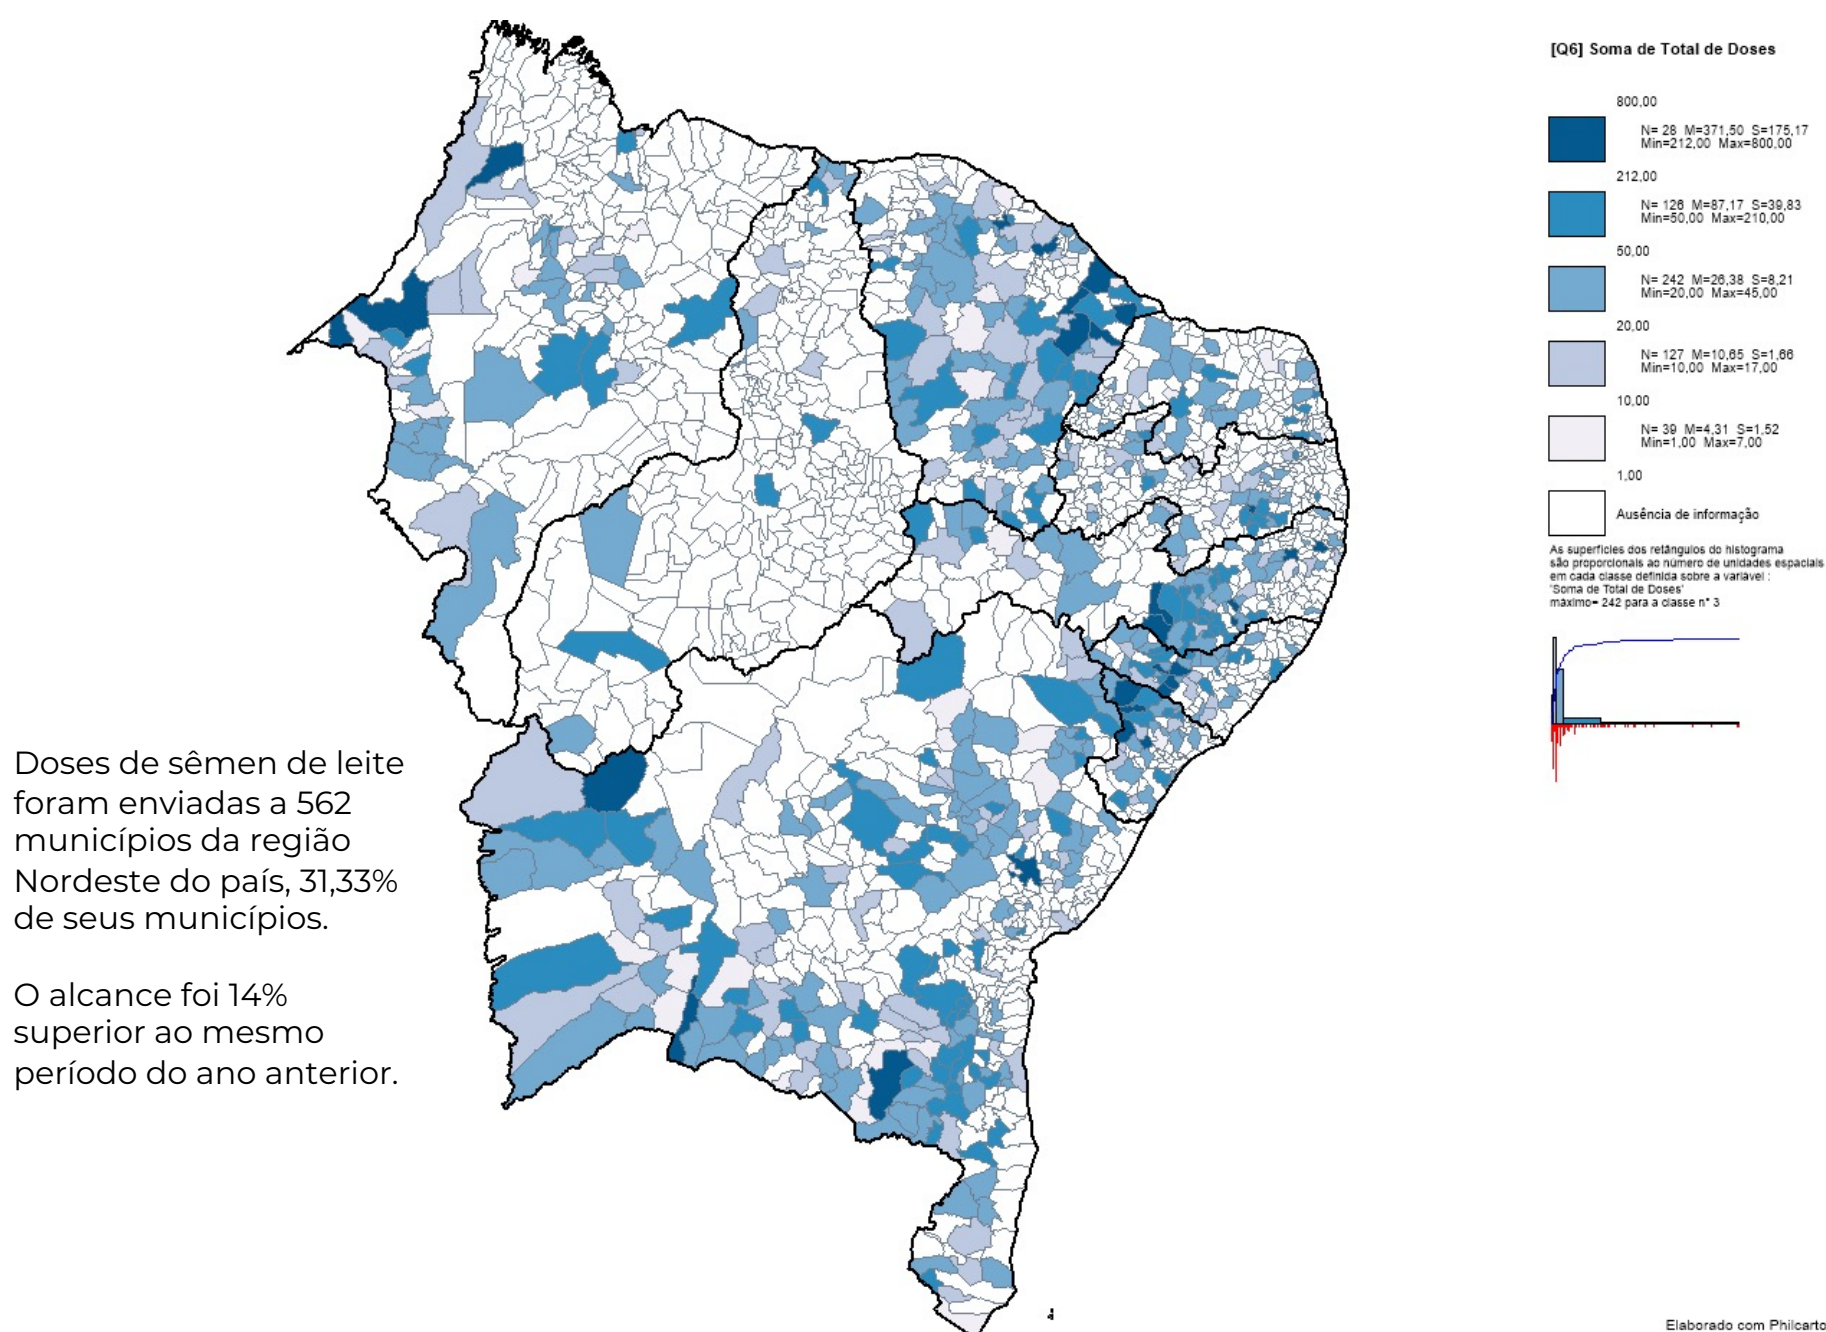 [Q6] Soma de Total de Doses
800,00
N= 28 M=371,50 S=175,17
Min=212,00 Max=800,00
212,00
N= 126 M=87,17 S=39,83
Min=50,00 Max=210,00
50,00
N= 242 M=26,38 S=8,21
Min=20,00 Max=45,00
20,00
N= 127 M=10,65 S=1,66
Min=10,00 Max=17,00
10,00
N= 39 M=4,31 S=1,52
Min=1,00 Max=7,00
1,00
Ausência de informação
As superfícies dos retângulos do histograma
são proporcionais ao número de unidades espaciais
em cada classe definida sobre a variável :
'Soma de Total de Doses'
máximo= 242 para a classe n° 3
Doses de sêmen de leite
foram enviadas a 562
municípios da região
Nordeste do país, 31,33%
de seus municípios.
O alcance foi 14%
superior ao mesmo
período do ano anterior.
Elaborado com Philcarto